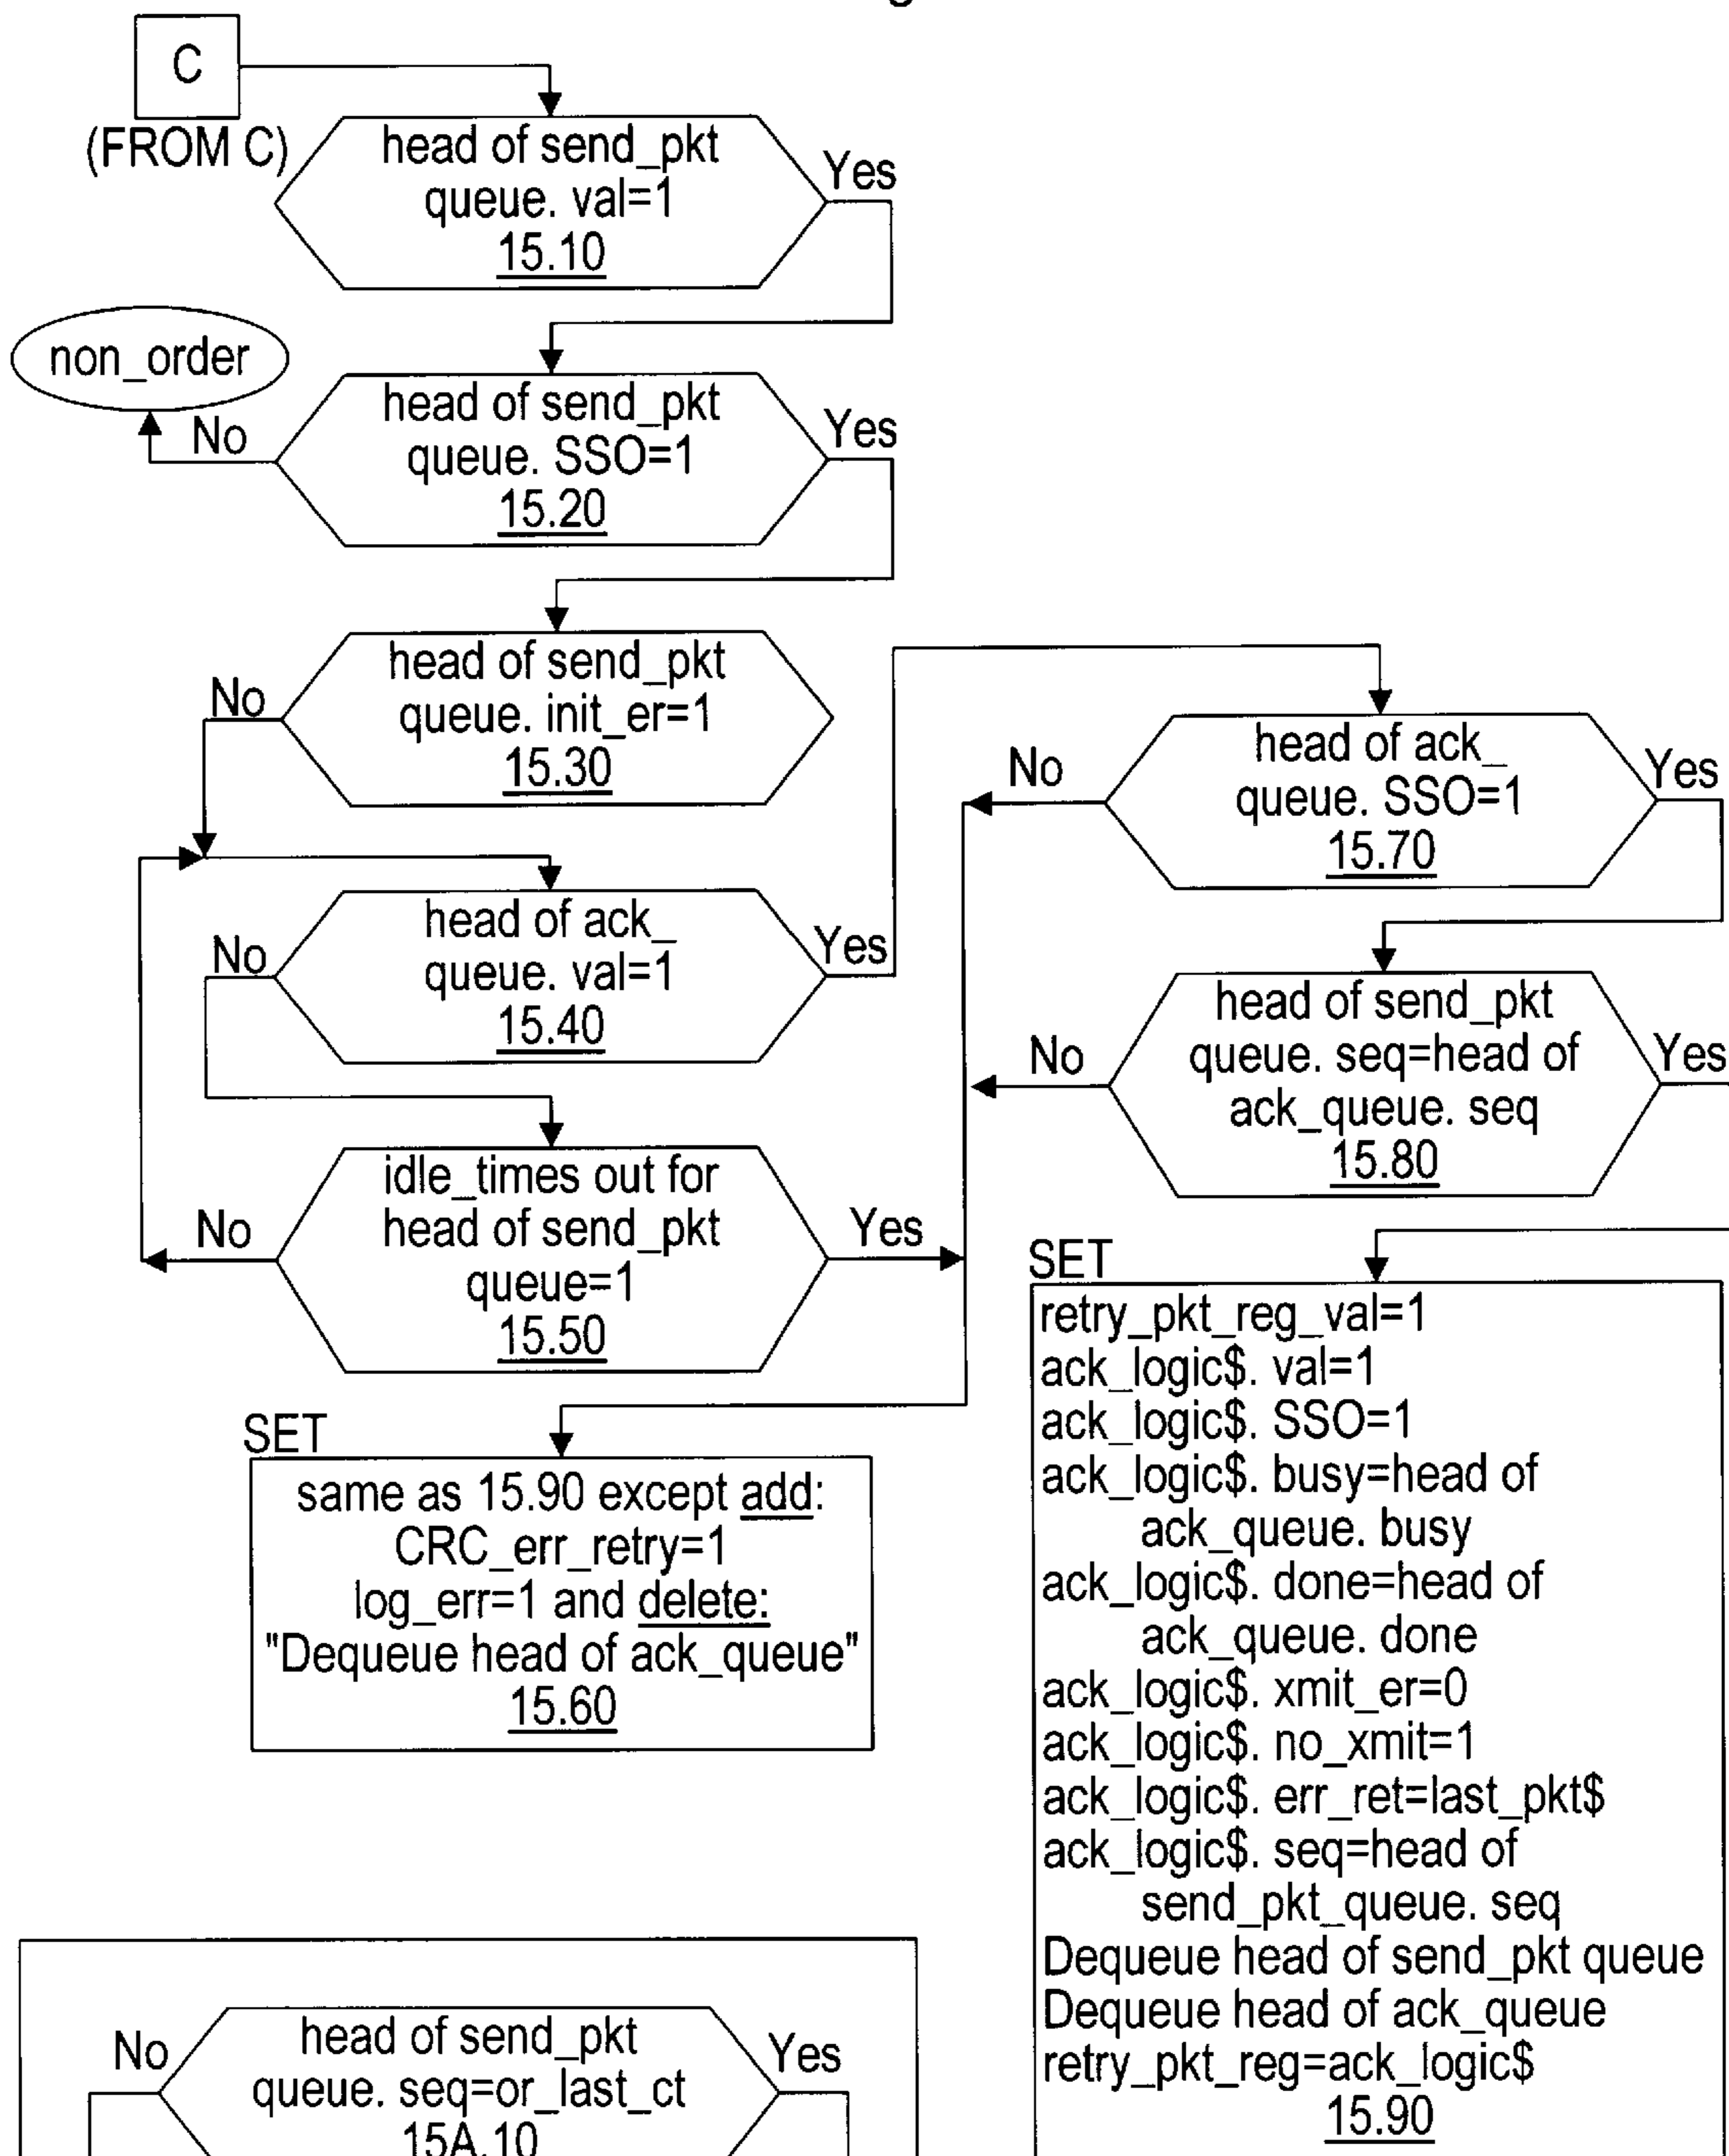 C
(FROM C)
head of send_pkt
queue. val=1
15.10
Yes
non_order
No
head of send_pkt
queue. SSO=1
15.20
Yes
No
head of send_pkt
queue. init_er=1
15.30
No
head of ack_
queue. val=1
15.40
Yes
No
idle_times out for
head of send_pkt
queue=1
15.50
Yes
SET
same as 15.90 except add:
CRC_err_retry=1
log_err=1 and delete:
"Dequeue head of ack_queue"
15.60
No
head of ack_
queue. SSO=1
15.70
Yes
No
head of send_pkt
queue. seq=head of
ack_queue. seq
15.80
Yes
SET
retry_pkt_reg_val=1
ack_logic$. val=1
ack_logic$. SSO=1
ack_logic$. busy=head of
ack_queue. busy
ack_logic$. done=head of
ack_queue. done
ack_logic$. xmit_er=0
ack_logic$. no_xmit=1
ack_logic$. err_ret=last_pkt$
ack_logic$. seq=head of
send_pkt_queue. seq
Dequeue head of send_pkt queue
Dequeue head of ack_queue
retry_pkt_reg=ack_logic$
15.90
No
head of send_pkt
queue. seq=or_last_ct
15A.10
Yes